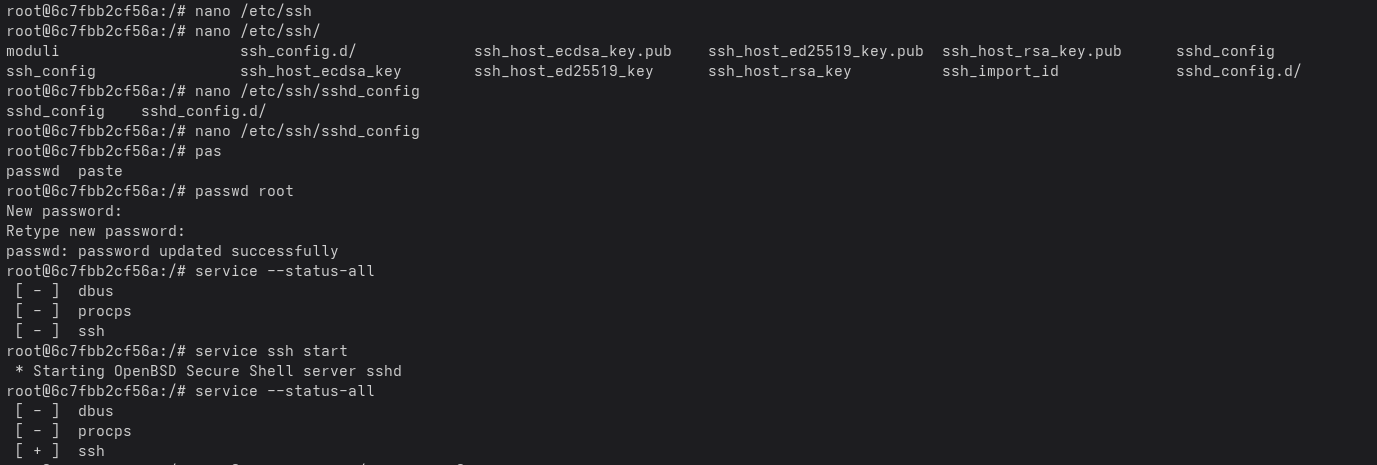 root@6c7fbb2cf56a:/# nano /etc/ssh
root@6c7fbb2cf56a:/# nano /etc/ssh/
moduli ssh_config.d/ ssh_host_ecdsa_key.pub ssh_host_ed25519_key.pub ssh_host_rsa_key.pub sshd_config
ssh_config ssh_host_ecdsa_key ssh_host_ed25519_key ssh_host_rsa_key ssh_import_id sshd_config.d/
root@6c7fbb2cf56a:/# nano /etc/ssh/sshd_config
sshd_config sshd_config.d/
root@6c7fbb2cf56a:/# nano /etc/ssh/sshd_config
root@6c7fbb2cf56a:/# pas
passwd paste
root@6c7fbb2cf56a:/# passwd root
New password:
Retype new password:
passwd: password updated successfully
root@6c7fbb2cf56a:/# service --status-all
[ - ] dbus
[ - ] procps
[ - ] ssh
root@6c7fbb2cf56a:/# service ssh start
* Starting OpenBSD Secure Shell server sshd
root@6c7fbb2cf56a:/# service --status-all
[ - ] dbus
[ - ] procps
[ + ] ssh